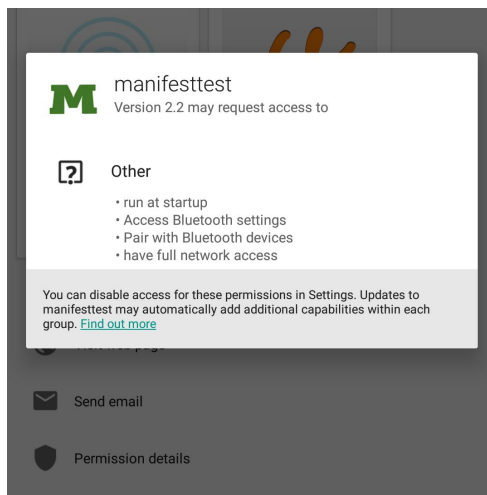 M manifesttest
Version 2.2 may request access to
? Other
• run at startup
• Access Bluetooth settings
• Pair with Bluetooth devices
• have full network access
You can disable access for these permissions in Settings. Updates to
manifesttest may automatically add additional capabilities within each
group. Find out more
Send email
Permission details